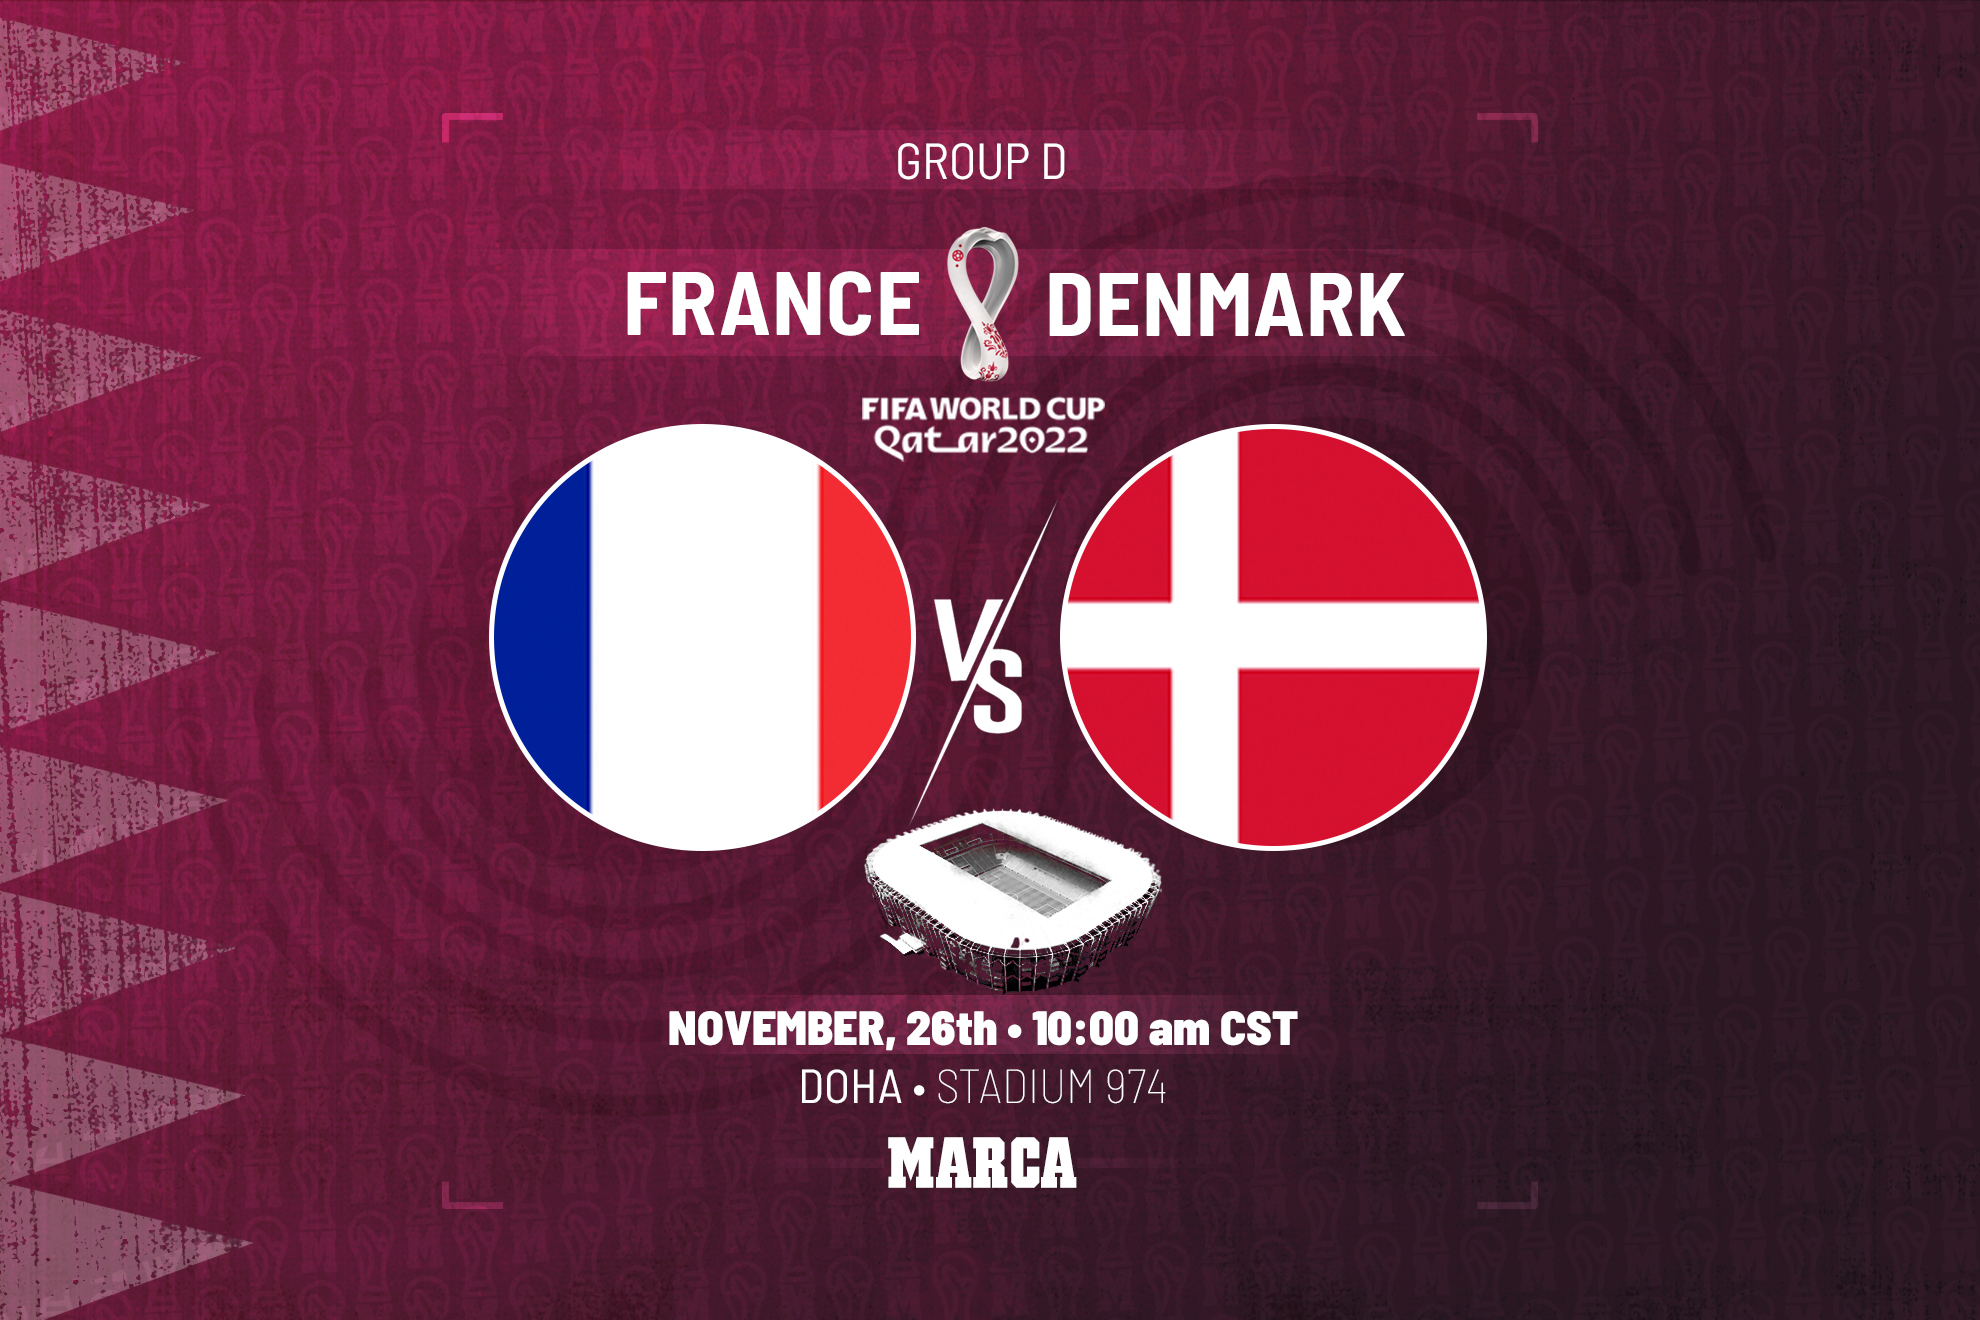 GROUP D
FRANCE DENMARK
FIFA WORLD CUP
Qatar2022
VS
NOVEMBER, 26th • 10:00 am CST
DOHA • STADIUM 974
MARCA